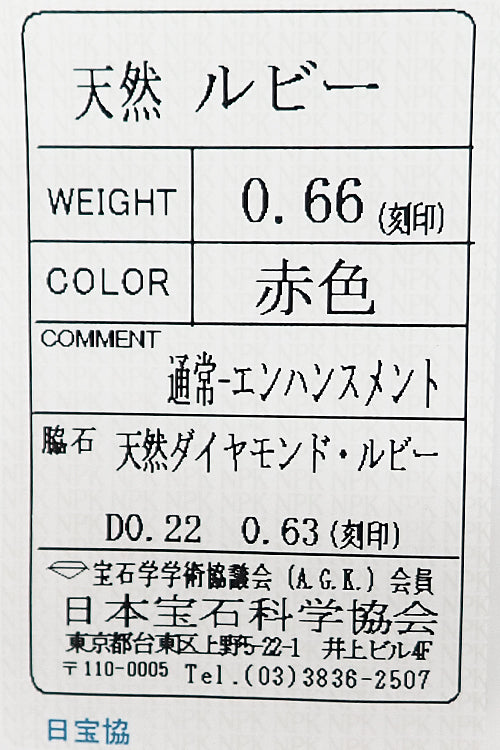 天然 ルビー
WEIGHT 0.66 (刻印)
COLOR 赤色
COMMENT
通常-エンハンスメント
脇石 天然ダイヤモンド・ルビー
D0.22 0.63 (刻印)
宝石学学術協議会 (A.G.K.) 会員
日本宝石科学協会
東京都台東区上野5-22-1 井上ビル4F
〒110-0005 Tel.(03)3836-2507
日宝協